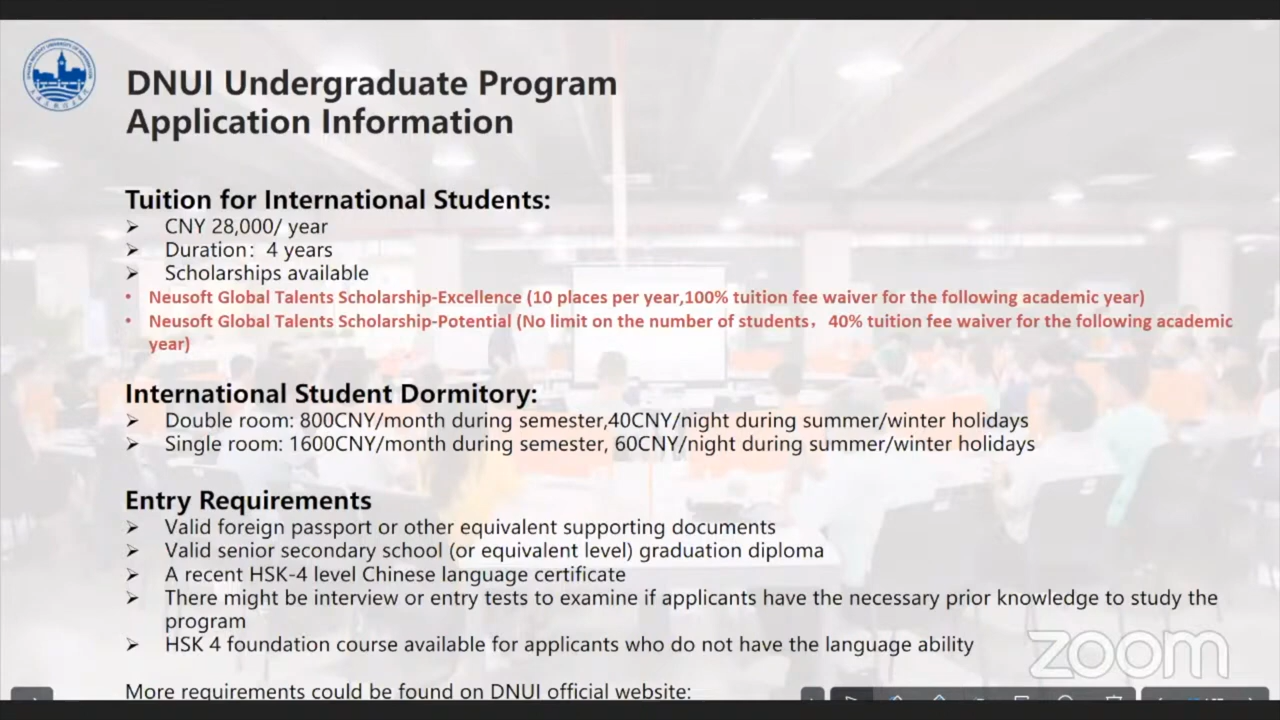 DNUI Undergraduate Program
Application Information
Tuition for International Students:
➢ CNY 28,000/ year
➢ Duration：4 years
➢ Scholarships available
• Neusoft Global Talents Scholarship-Excellence (10 places per year,100% tuition fee waiver for the following academic year)
• Neusoft Global Talents Scholarship-Potential (No limit on the number of students，40% tuition fee waiver for the following academic
year)
International Student Dormitory:
➢ Double room: 800CNY/month during semester,40CNY/night during summer/winter holidays
➢ Single room: 1600CNY/month during semester, 60CNY/night during summer/winter holidays
Entry Requirements
➢ Valid foreign passport or other equivalent supporting documents
➢ Valid senior secondary school (or equivalent level) graduation diploma
➢ A recent HSK-4 level Chinese language certificate
➢ There might be interview or entry tests to examine if applicants have the necessary prior knowledge to study the
program
➢ HSK 4 foundation course available for applicants who do not have the language ability
zoom
More requirements could be found on DNUI official website: